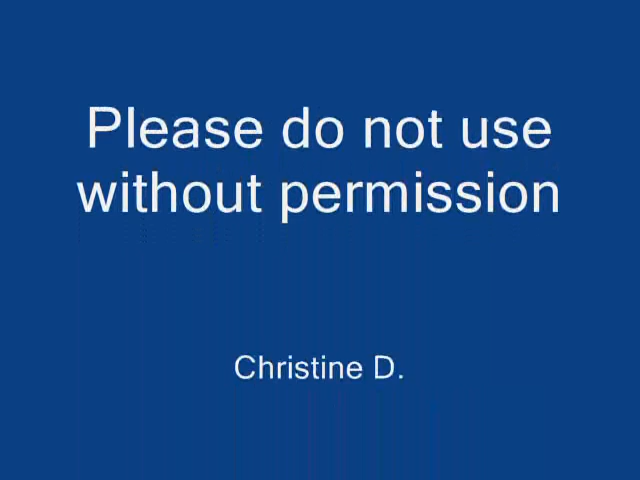 Please do not use
without permission
Christine D.